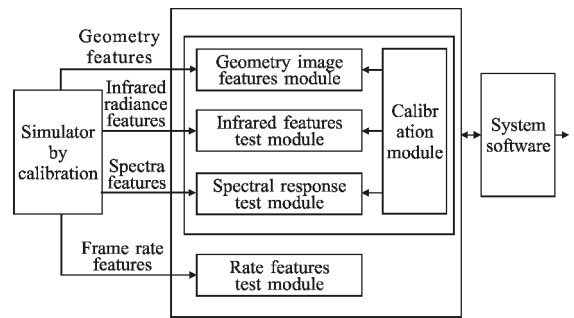 Geometry
features
Infrared
radiance
features
Simulator
by
calibration
Spectra
features
Frame rate
features
Geometry image
features module
Infrared features
test module
Spectral response
test module
Rate features
test module
Calibr
ation
module
System
software